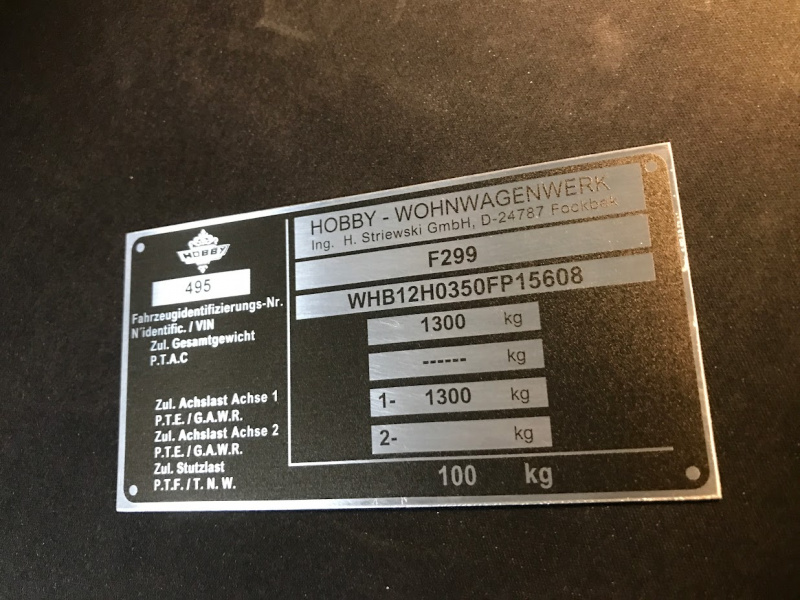 HOBBY - WOHNWAGENWERK
Ing. H. Striewski GmbH, D-24787 Fockbek
HOBBY
495
F299
Fahrzeugidentifizierungs-Nr.
N°identific. / VIN
WHB12H0350FP15608
Zul. Gesamtgewicht
P.T.A.C
1300 kg
------ kg
Zul. Achslast Achse 1
P.T.E. / G.A.W.R.
1- 1300 kg
Zul. Achslast Achse 2
P.T.E. / G.A.W.R.
2- kg
Zul. Stutzlast
P.T.F. / T. N. W.
100 kg